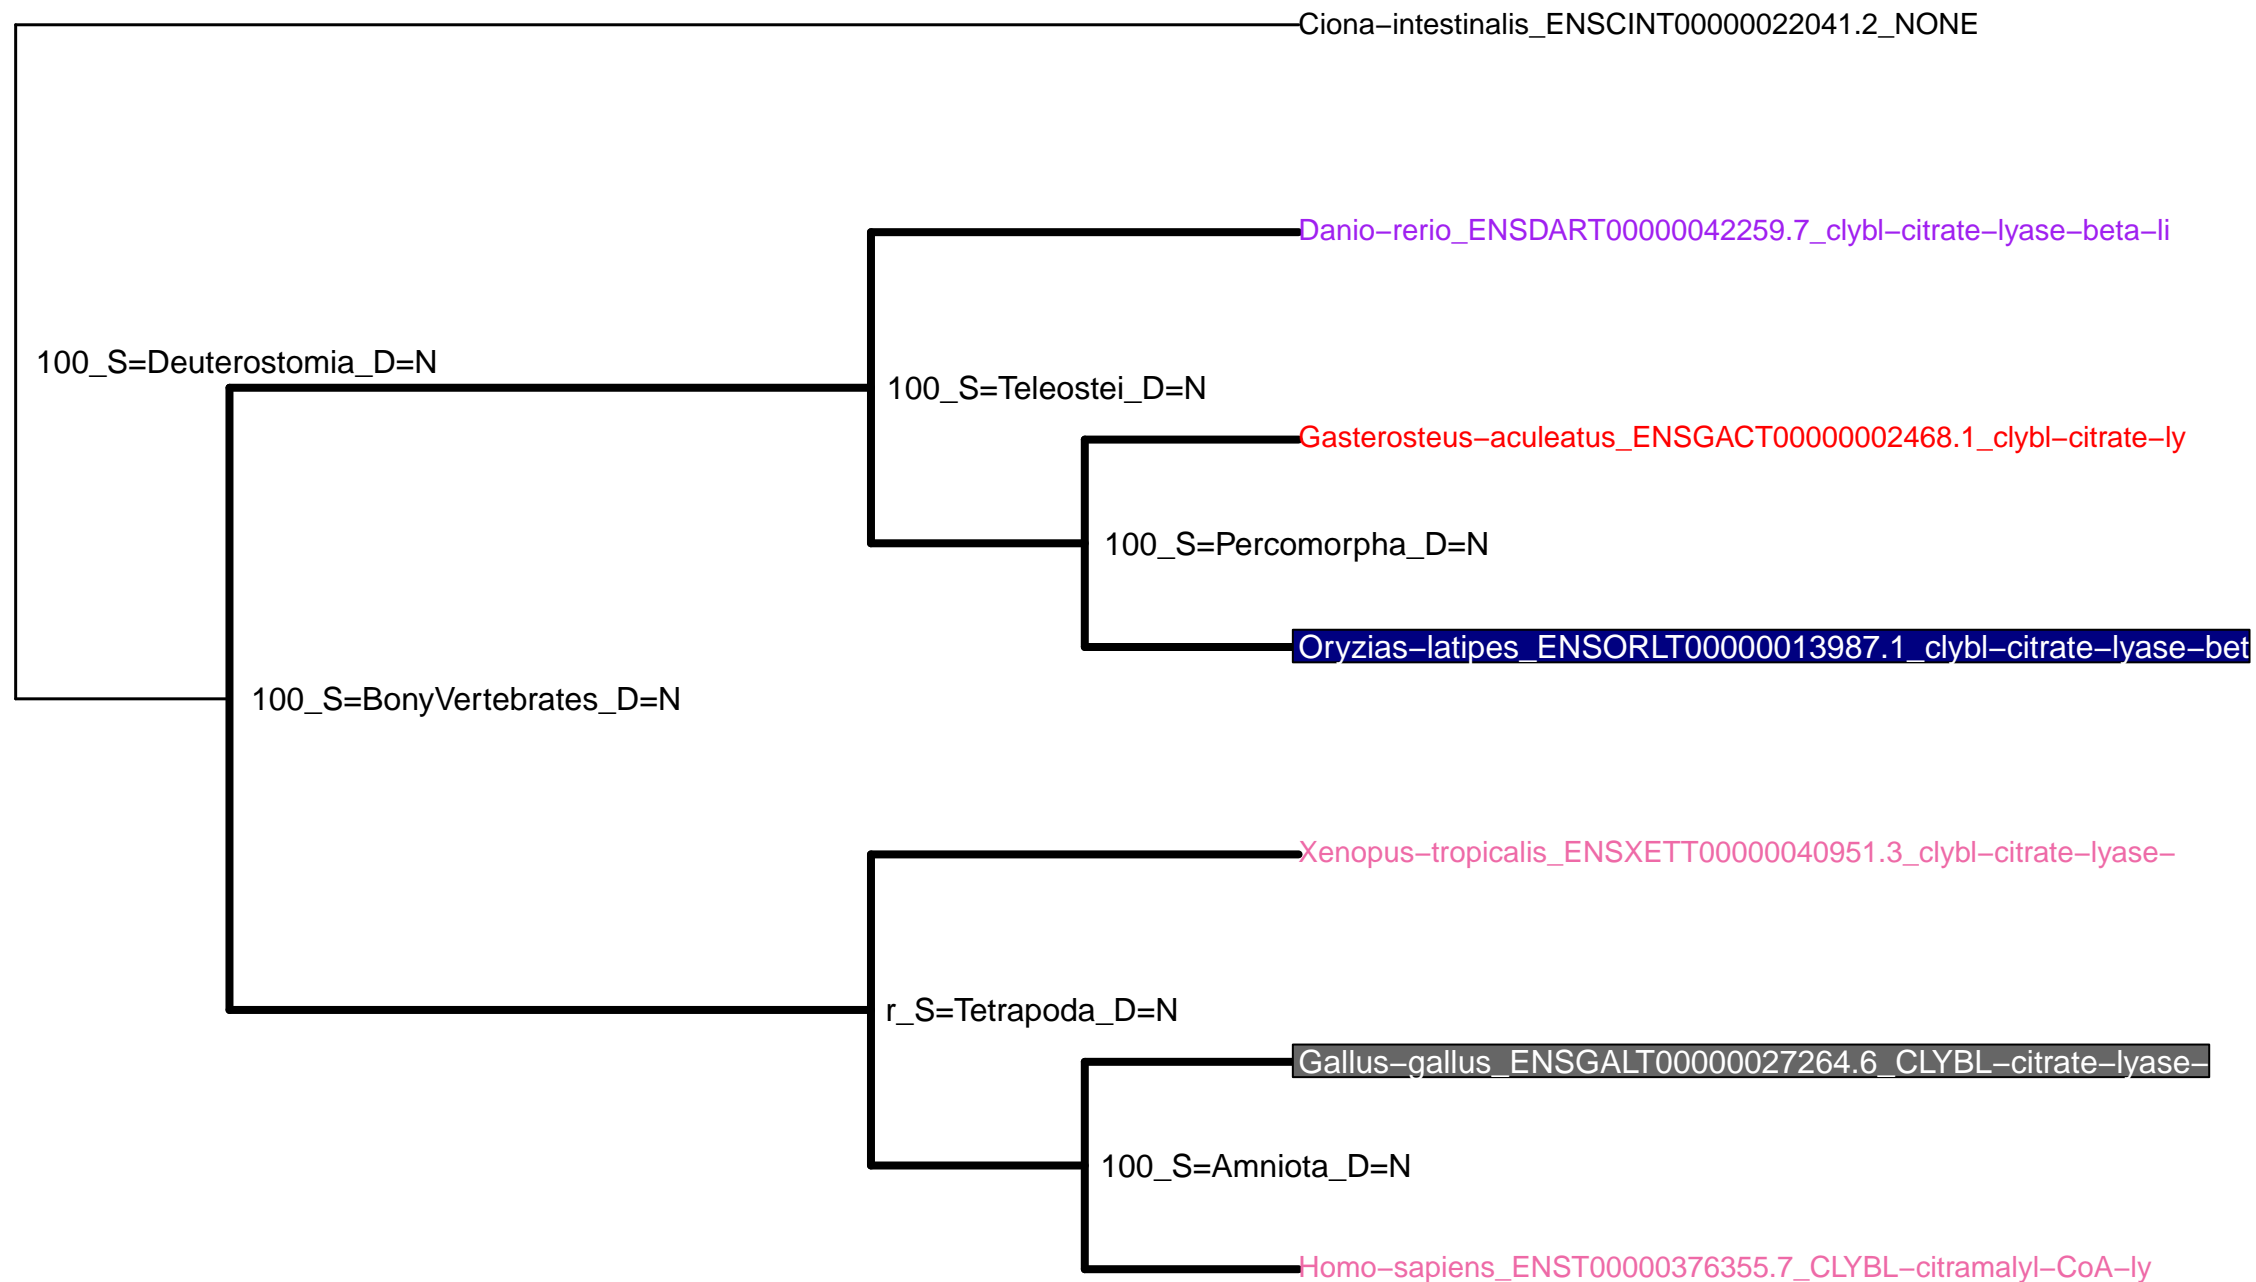 Ciona−intestinalis_ENSCINT00000022041.2_NONE
Danio−rerio_ENSDART00000042259.7_clybl−citrate−lyase−beta−li
100_S=Deuterostomia_D=N
100_S=Teleostei_D=N
Gasterosteus−aculeatus_ENSGACT00000002468.1_clybl−citrate−ly
100_S=Percomorpha_D=N
Oryzias−latipes_ENSORLT00000013987.1_clybl−citrate−lyase−bet
100_S=BonyVertebrates_D=N
Xenopus−tropicalis_ENSXETT00000040951.3_clybl−citrate−lyase−
r_S=Tetrapoda_D=N
Gallus−gallus_ENSGALT00000027264.6_CLYBL−citrate−lyase−
100_S=Amniota_D=N
Homo−sapiens_ENST00000376355.7_CLYBL−citramalyl−CoA−ly